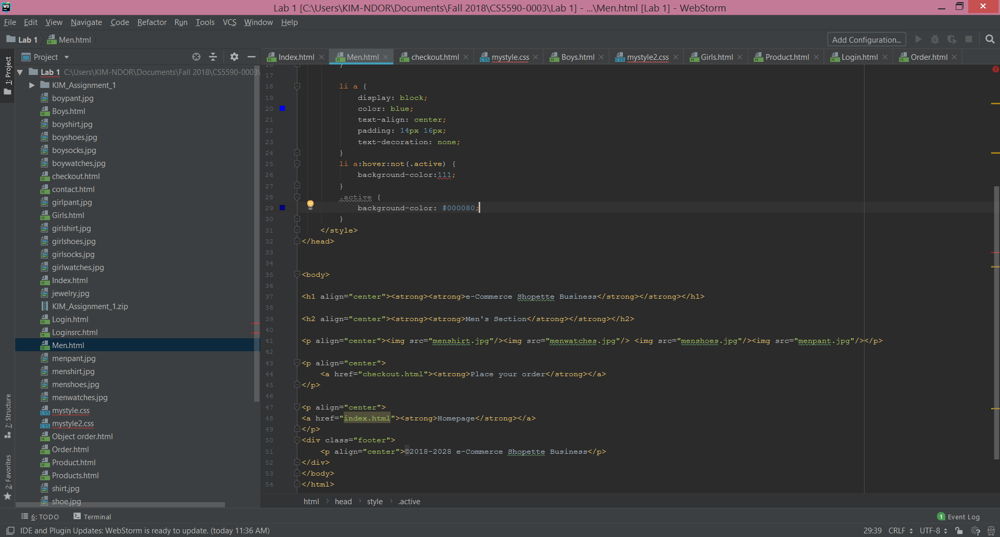 Lab 1 [C:\Users\KIM-NDOR\Documents\Fall 2018\CS5590-0003\Lab 1] - ...\Men.html [Lab 1] - WebStorm
File Edit View Navigate Code Refactor Run Tools VCS Window Help
Lab 1 Men.html Add Configuration...
Project
Index.html Men.html checkout.html mystyle.css Boys.html mystyle2.css Girls.html Product.html Login.html Order.html
1: Project
7: Structure
2: Favorites
Lab 1 C:\Users\KIM-NDOR\Documents\Fall 2018\CS5590-0003\
KIM_Assignment_1
boypant.jpg
Boys.html
boyshirt.jpg
boyshoes.jpg
boysocks.jpg
boywatches.jpg
checkout.html
contact.html
girlpant.jpg
Girls.html
girlshirt.jpg
girlshoes.jpg
girlsocks.jpg
girlwatches.jpg
Index.html
jewelry.jpg
KIM_Assignment_1.zip
Login.html
Loginsrc.html
Men.html
menpant.jpg
menshirt.jpg
menshoes.jpg
menwatches.jpg
mystyle.css
mystyle2.css
Object order.html
Order.html
Product.html
Products.html
shirt.jpg
shoe.jpg
16 }
17
18 li a {
19 display: block;
20 color: blue;
21 text-align: center;
22 padding: 14px 16px;
23 text-decoration: none;
24 }
25 li a:hover:not(.active) {
26 background-color:111;
27 }
28 .active {
29 background-color: #000080;
30 }
31 </style>
32 </head>
33
34
35 <body>
36
37 <h1 align="center"><strong><strong>e-Commerce Shopette Business</strong></strong></h1>
38
39 <h2 align="center"><strong><strong>Men's Section</strong></strong></h2>
40
41 <p align="center"><img src="menshirt.jpg"/><img src="menwatches.jpg"/> <img src="menshoes.jpg"/><img src="menpant.jpg"/></p>
42
43 <p align="center">
44 <a href="checkout.html"><strong>Place your order</strong></a>
45 </p>
46
47 <p align="center">
48 <a href="index.html"><strong>Homepage</strong></a>
49 </p>
50 <div class="footer">
51 <p align="center">©2018-2028 e-Commerce Shopette Business</p>
52 </div>
53 </body>
54 </html>
html head style .active
6: TODO Terminal 1 Event Log
IDE and Plugin Updates: WebStorm is ready to update. (today 11:36 AM) 29:39 CRLF UTF-8